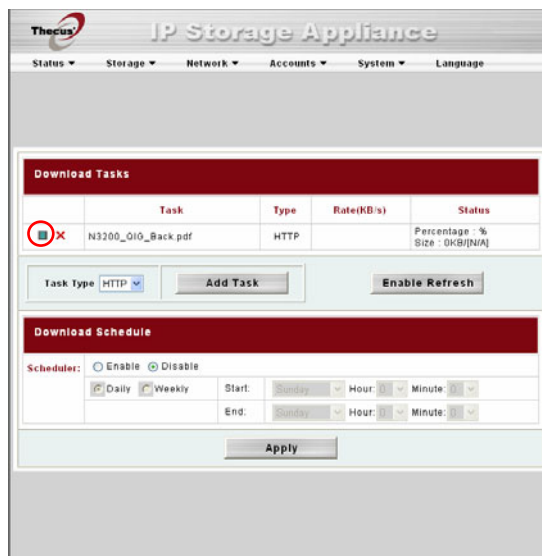 Thecus
IP Storage Appliance
Status Storage Network Accounts System Language
Download Tasks
Task Type Rate(KB/s) Status
N3200_QIG_Back.pdf HTTP Percentage : %
Size : 0KB/[N/A]
Task Type HTTP Add Task Enable Refresh
Download Schedule
Scheduler: Enable Disable
Daily Weekly Start: Sunday Hour: 0 Minute: 0
End: Sunday Hour: 0 Minute: 0
Apply